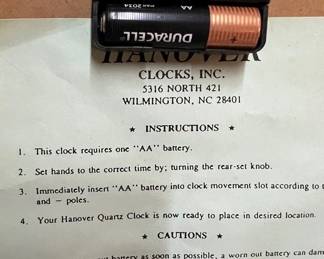 AA
MAR 2034
DURACELL
HANOVER
CLOCKS, INC.
5316 NORTH 421
WILMINGTON, NC 28401
★ INSTRUCTIONS ★
1. This clock requires one "AA" battery.
2. Set hands to the correct time by; turning the rear-set knob.
3. Immediately insert "AA" battery into clock movement slot according to
and — poles.
4. Your Hanover Quartz Clock is now ready to place in desired location.
★ CAUTIONS ★
battery as soon as possible, a worn out battery can